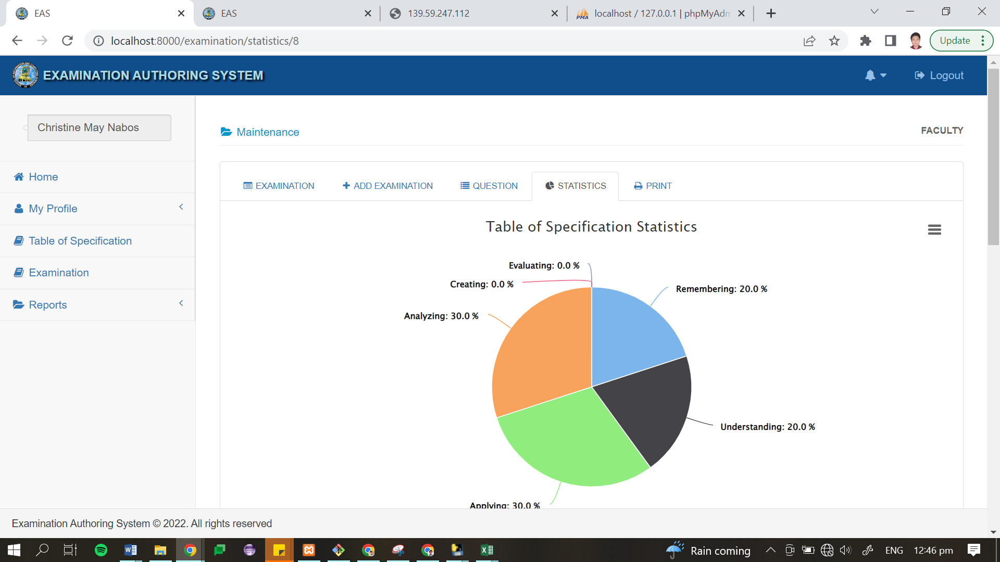 EAS
EAS
139.59.247.112
localhost / 127.0.0.1 | phpMyAdm
localhost:8000/examination/statistics/8
Update
EXAMINATION AUTHORING SYSTEM
Logout
Christine May Nabos
Maintenance
FACULTY
Home
My Profile
Table of Specification
Examination
Reports
EXAMINATION
ADD EXAMINATION
QUESTION
STATISTICS
PRINT
Table of Specification Statistics
Evaluating: 0.0 %
Creating: 0.0 %
Remembering: 20.0 %
Analyzing: 30.0 %
Understanding: 20.0 %
Applying: 30.0 %
Examination Authoring System © 2022. All rights reserved
Rain coming
ENG
12:46 pm